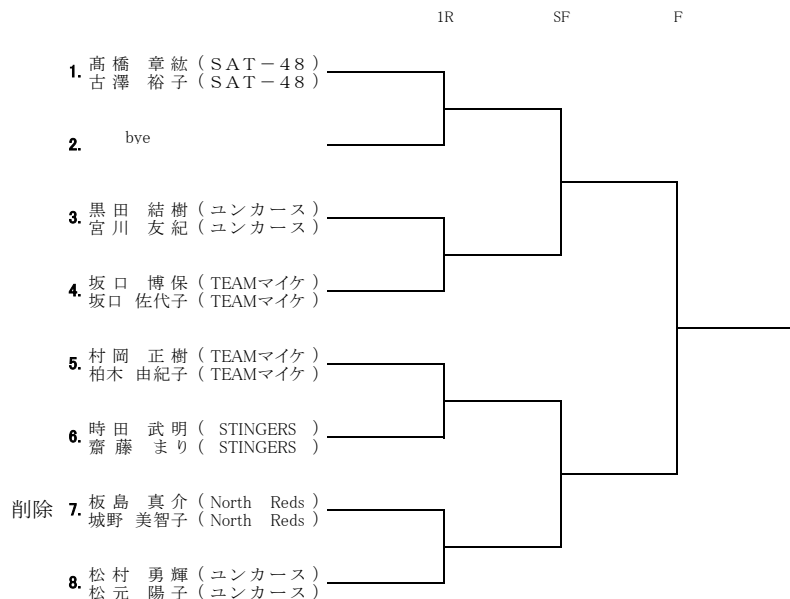 1R SF F
1. 髙橋 章紘 ( SAT-48 )
古澤 裕子 ( SAT-48 )
2. bye
3. 黒田 結樹 ( ユンカース )
宮川 友紀 ( ユンカース )
4. 坂口 博保 ( TEAMマイケ )
坂口 佐代子 ( TEAMマイケ )
5. 村岡 正樹 ( TEAMマイケ )
柏木 由紀子 ( TEAMマイケ )
6. 時田 武明 ( STINGERS )
齋藤 まり ( STINGERS )
削除 7. 板島 真介 ( North Reds )
城野 美智子 ( North Reds )
8. 松村 勇輝 ( ユンカース )
松元 陽子 ( ユンカース )